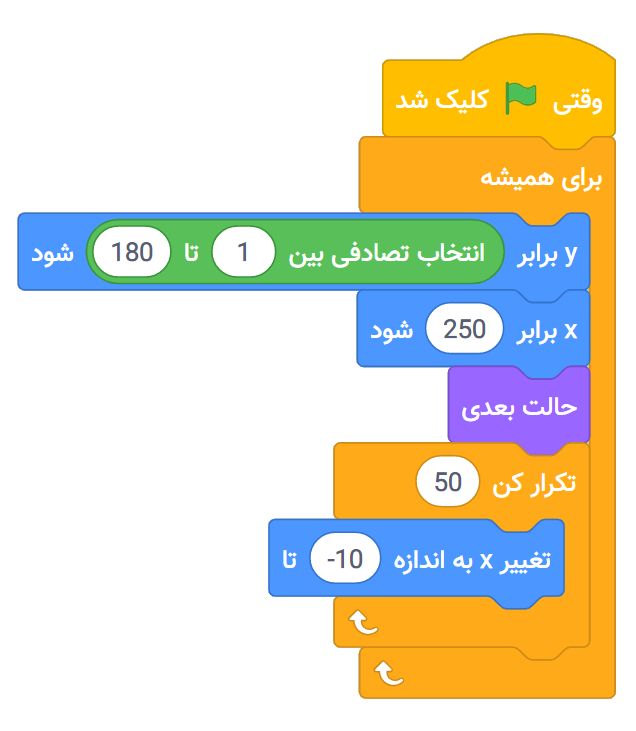 وقتی کلیک شد
برای همیشه
y برابر انتخاب تصادفی بین 1 تا 180 شود
x برابر 250 شود
حالت بعدی
تکرار کن 50
تغییر x به اندازه -10 تا